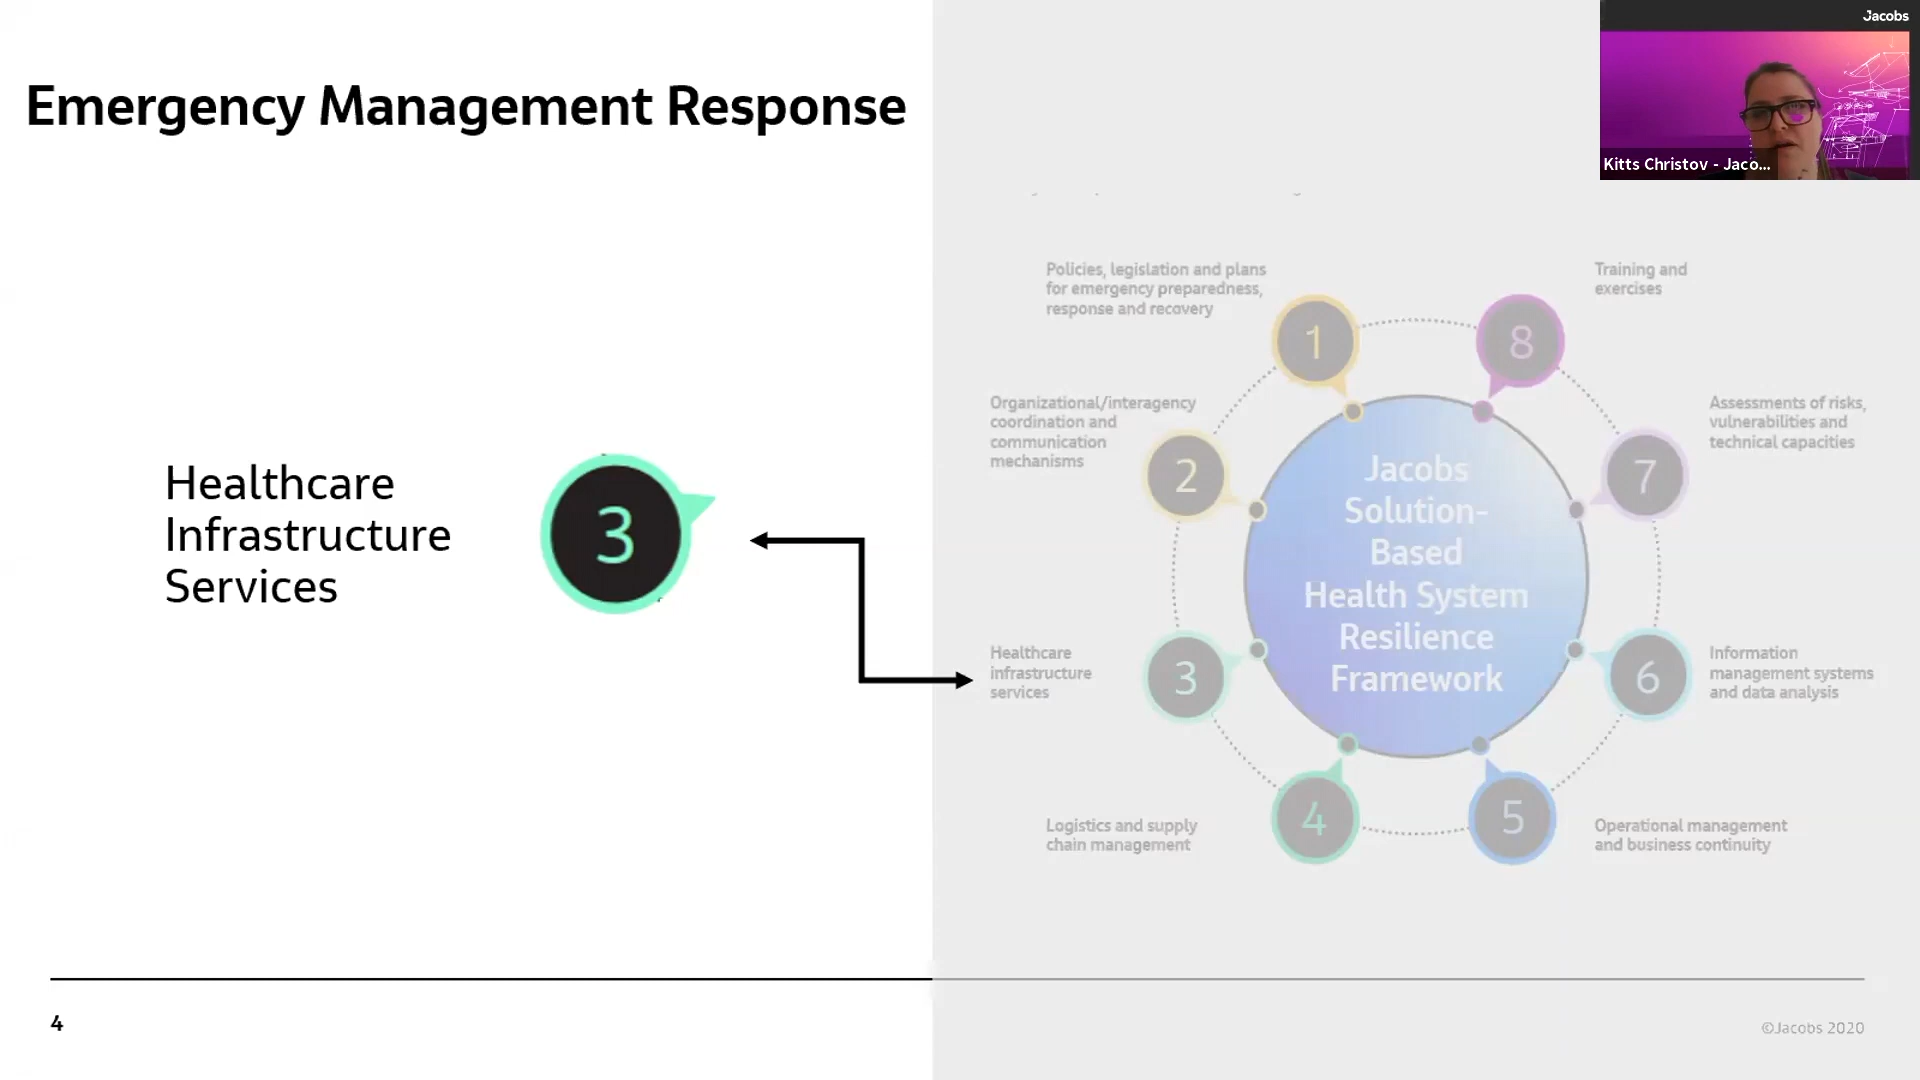 Jacobs
Kitts Christov - Jaco...
Emergency Management Response
Healthcare
Infrastructure
Services
3
Policies, legislation and plans
for emergency preparedness,
response and recovery
1
Organizational/interagency
coordination and
communication
mechanisms
2
Healthcare
infrastructure
services
3
Logistics and supply
chain management
4
Jacobs
Solution-
Based
Health System
Resilience
Framework
Training and
exercises
8
Assessments of risks,
vulnerabilities and
technical capacities
7
Information
management systems
and data analysis
6
Operational management
and business continuity
5
4
©Jacobs 2020